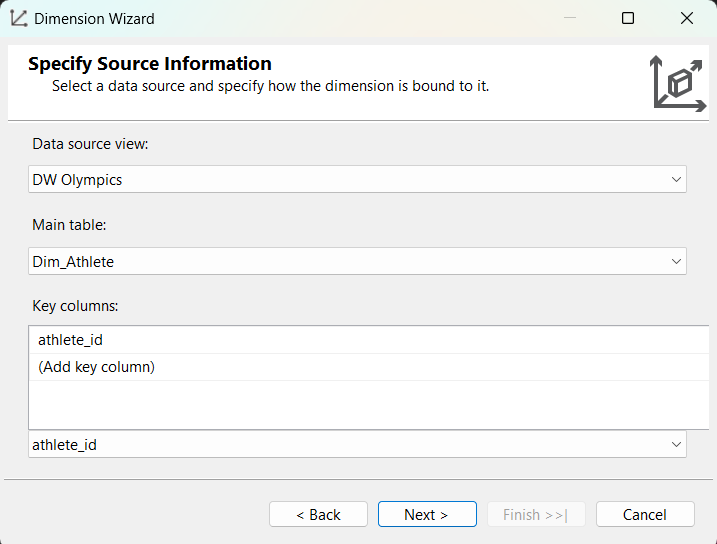 Dimension Wizard
Specify Source Information
Select a data source and specify how the dimension is bound to it.
Data source view:
DW Olympics
Main table:
Dim_Athlete
Key columns:
athlete_id
(Add key column)
athlete_id
< Back
Next >
Finish >>|
Cancel